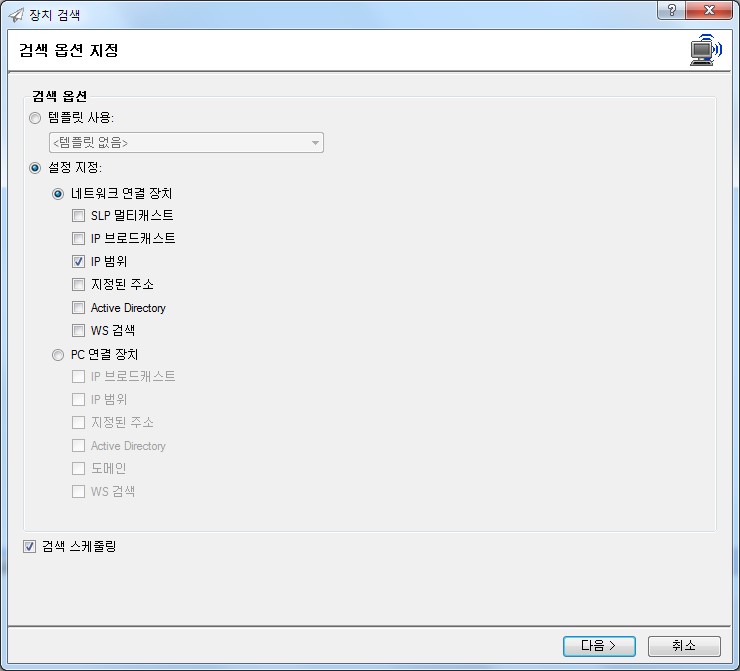 장치 검색
검색 옵션 지정
검색 옵션
템플릿 사용:
<템플릿 없음>
설정 지정:
네트워크 연결 장치
SLP 멀티캐스트
IP 브로드캐스트
IP 범위
지정된 주소
Active Directory
WS 검색
PC 연결 장치
IP 브로드캐스트
IP 범위
지정된 주소
Active Directory
도메인
WS 검색
검색 스케줄링
다음 >
취소